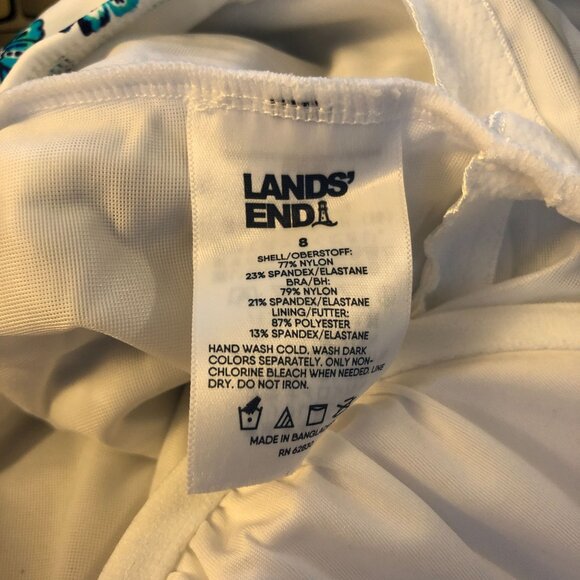 LANDS'
END
8
SHELL/OBERSTOFF:
77% NYLON
23% SPANDEX/ELASTANE
BRA/BH:
79% NYLON
21% SPANDEX/ELASTANE
LINING/FUTTER:
87% POLYESTER
13% SPANDEX/ELASTANE
HAND WASH COLD. WASH DARK
COLORS SEPARATELY. ONLY NON-
CHLORINE BLEACH WHEN NEEDED. LINE
DRY. DO NOT IRON.
MADE IN
RN